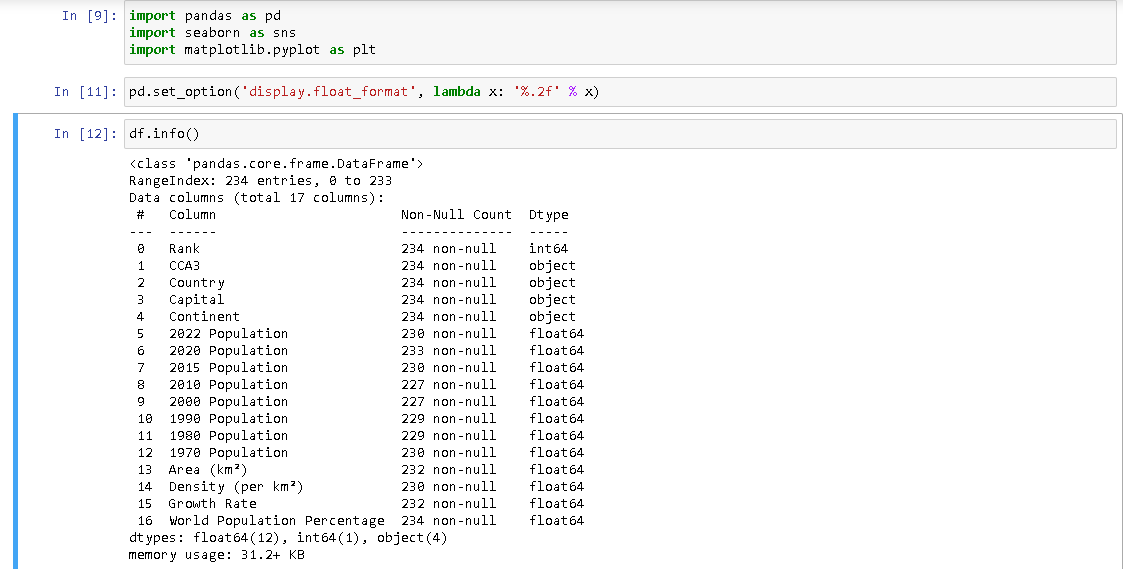 In [9]: import pandas as pd
import seaborn as sns
import matplotlib.pyplot as plt
In [11]: pd.set_option('display.float_format', lambda x: '%.2f' % x)
In [12]: df.info()
<class 'pandas.core.frame.DataFrame'>
RangeIndex: 234 entries, 0 to 233
Data columns (total 17 columns):
 #   Column                       Non-Null Count  Dtype
---  ------                       --------------  -----
 0   Rank                         234 non-null    int64
 1   CCA3                         234 non-null    object
 2   Country                      234 non-null    object
 3   Capital                      234 non-null    object
 4   Continent                    234 non-null    object
 5   2022 Population              230 non-null    float64
 6   2020 Population              233 non-null    float64
 7   2015 Population              230 non-null    float64
 8   2010 Population              227 non-null    float64
 9   2000 Population              227 non-null    float64
 10  1990 Population              229 non-null    float64
 11  1980 Population              229 non-null    float64
 12  1970 Population              230 non-null    float64
 13  Area (km²)                   232 non-null    float64
 14  Density (per km²)            230 non-null    float64
 15  Growth Rate                  232 non-null    float64
 16  World Population Percentage  234 non-null    float64
dtypes: float64(12), int64(1), object(4)
memory usage: 31.2+ KB